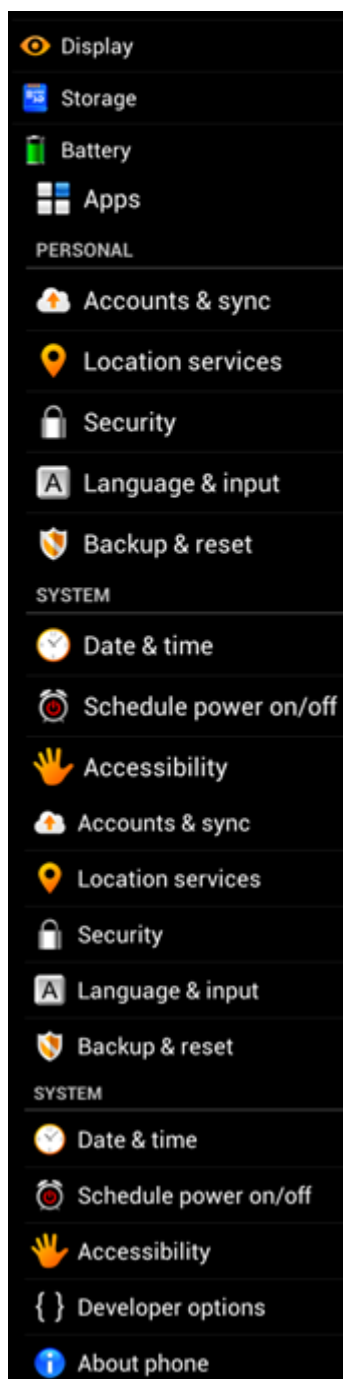 Display
Storage
Battery
Apps
PERSONAL
Accounts & sync
Location services
Security
A Language & input
Backup & reset
SYSTEM
Date & time
Schedule power on/off
Accessibility
Accounts & sync
Location services
Security
A Language & input
Backup & reset
SYSTEM
Date & time
Schedule power on/off
Accessibility
{ } Developer options
i About phone